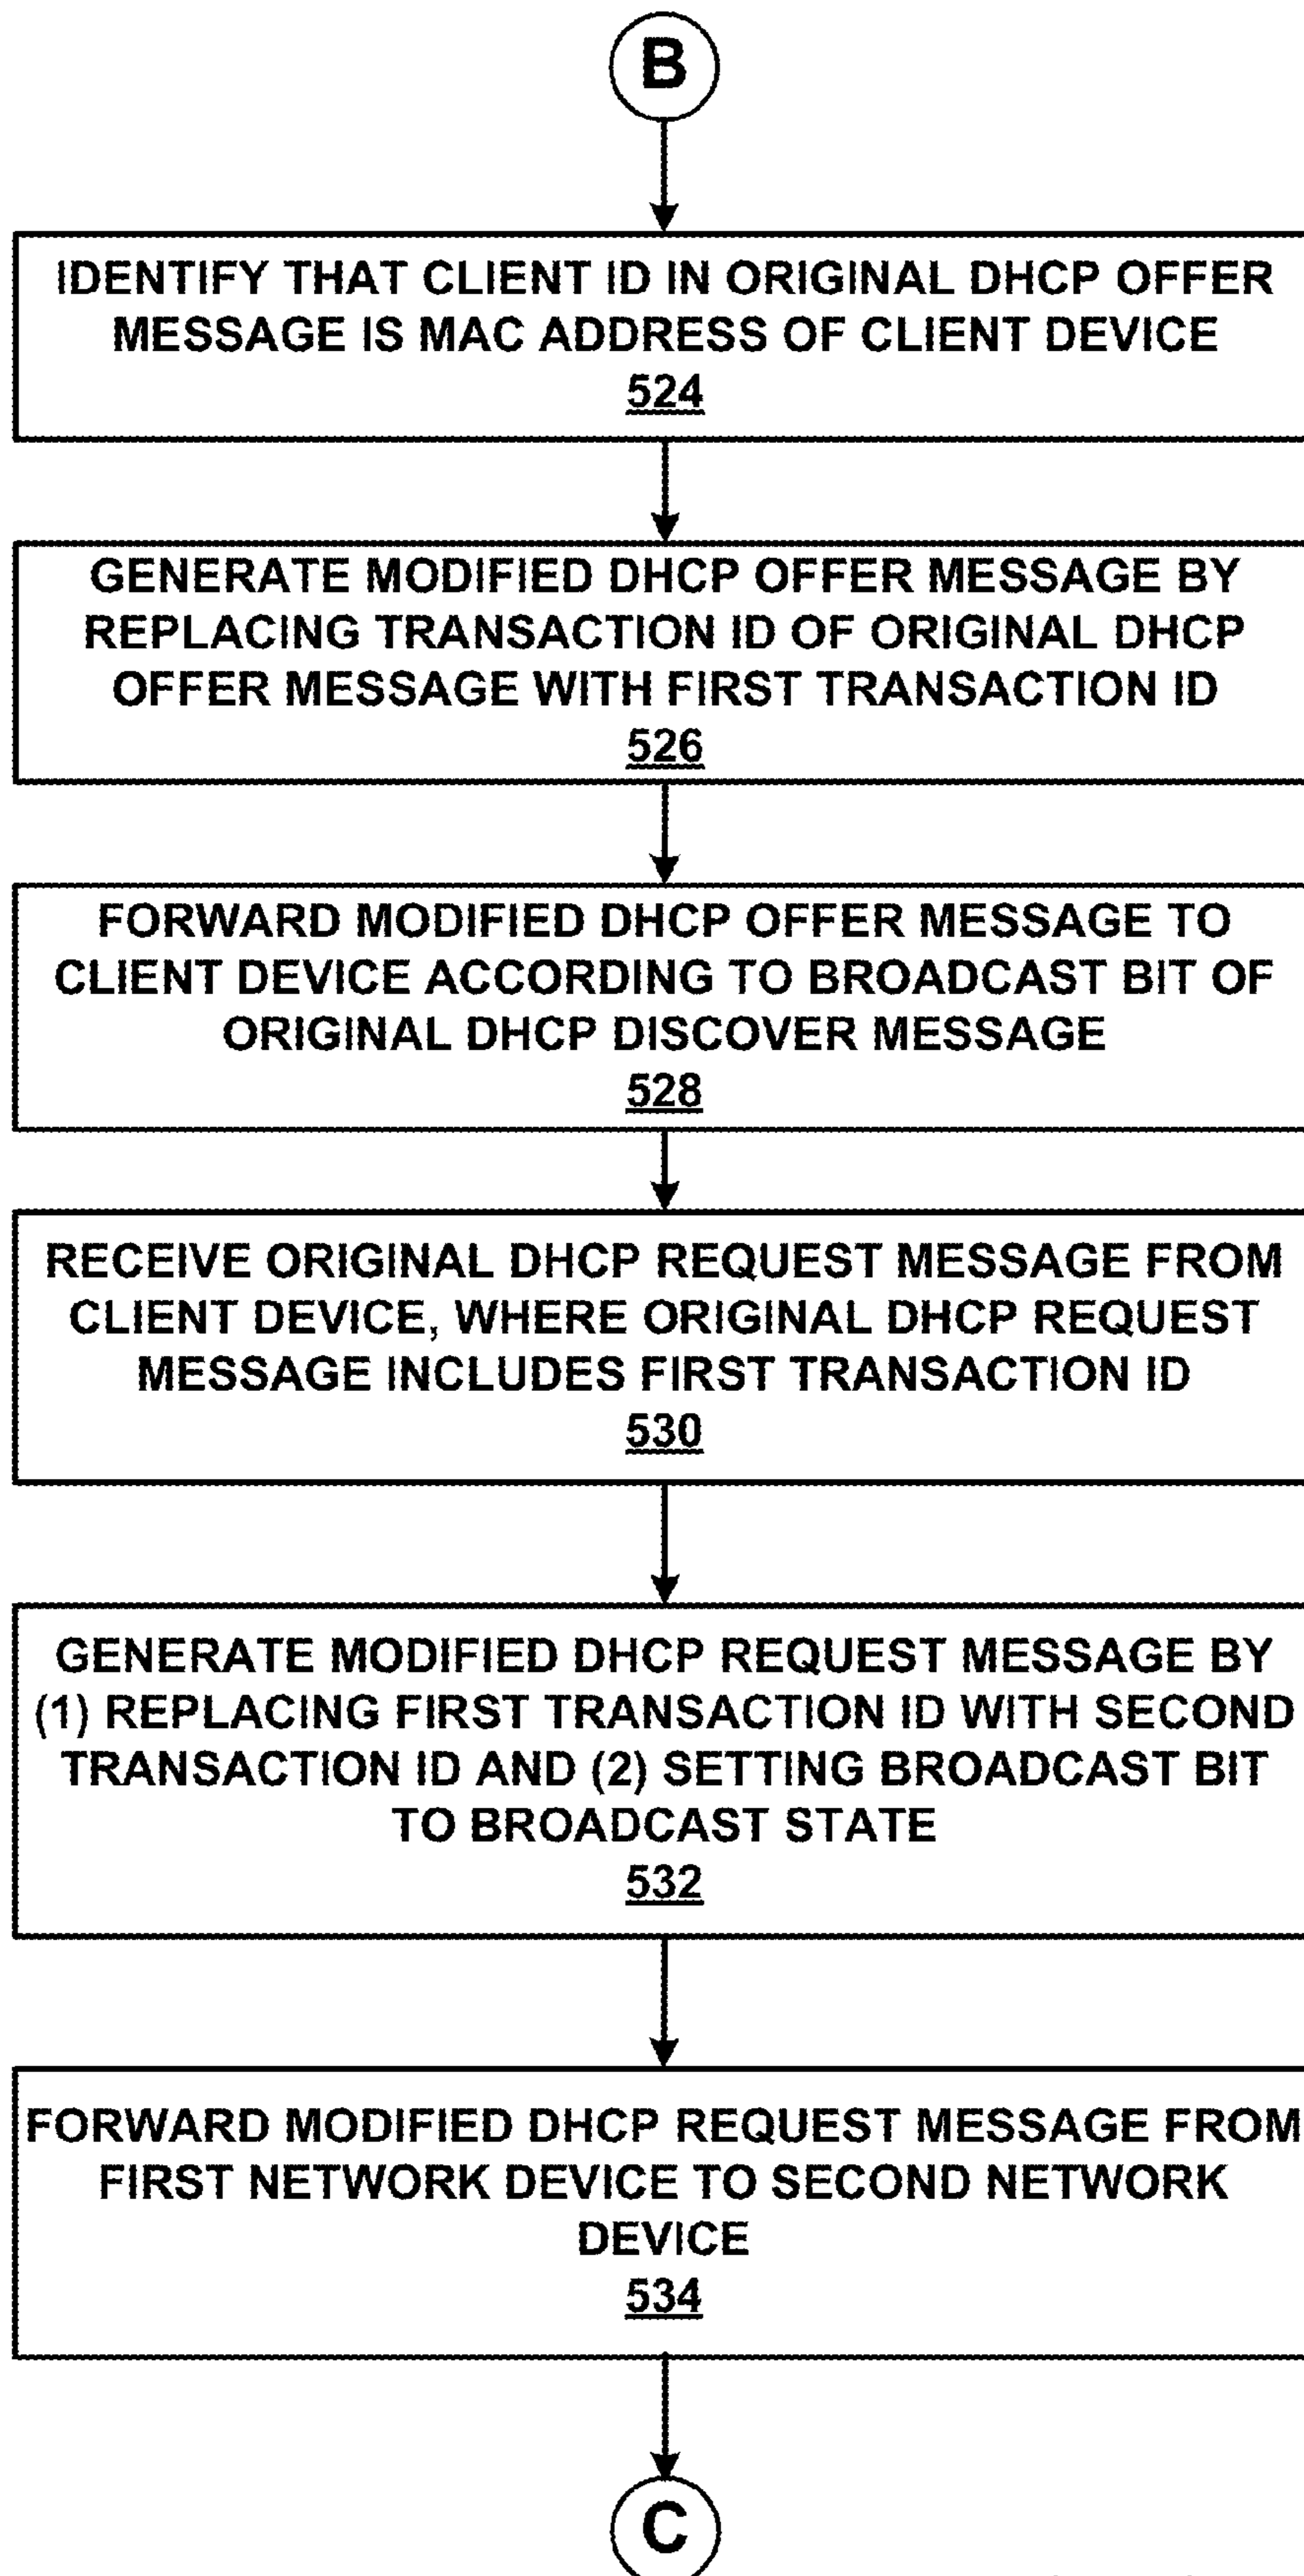 B
IDENTIFY THAT CLIENT ID IN ORIGINAL DHCP OFFER
MESSAGE IS MAC ADDRESS OF CLIENT DEVICE
524
GENERATE MODIFIED DHCP OFFER MESSAGE BY
REPLACING TRANSACTION ID OF ORIGINAL DHCP
OFFER MESSAGE WITH FIRST TRANSACTION ID
526
FORWARD MODIFIED DHCP OFFER MESSAGE TO
CLIENT DEVICE ACCORDING TO BROADCAST BIT OF
ORIGINAL DHCP DISCOVER MESSAGE
528
RECEIVE ORIGINAL DHCP REQUEST MESSAGE FROM
CLIENT DEVICE, WHERE ORIGINAL DHCP REQUEST
MESSAGE INCLUDES FIRST TRANSACTION ID
530
GENERATE MODIFIED DHCP REQUEST MESSAGE BY
(1) REPLACING FIRST TRANSACTION ID WITH SECOND
TRANSACTION ID AND (2) SETTING BROADCAST BIT
TO BROADCAST STATE
532
FORWARD MODIFIED DHCP REQUEST MESSAGE FROM
FIRST NETWORK DEVICE TO SECOND NETWORK
DEVICE
534
C